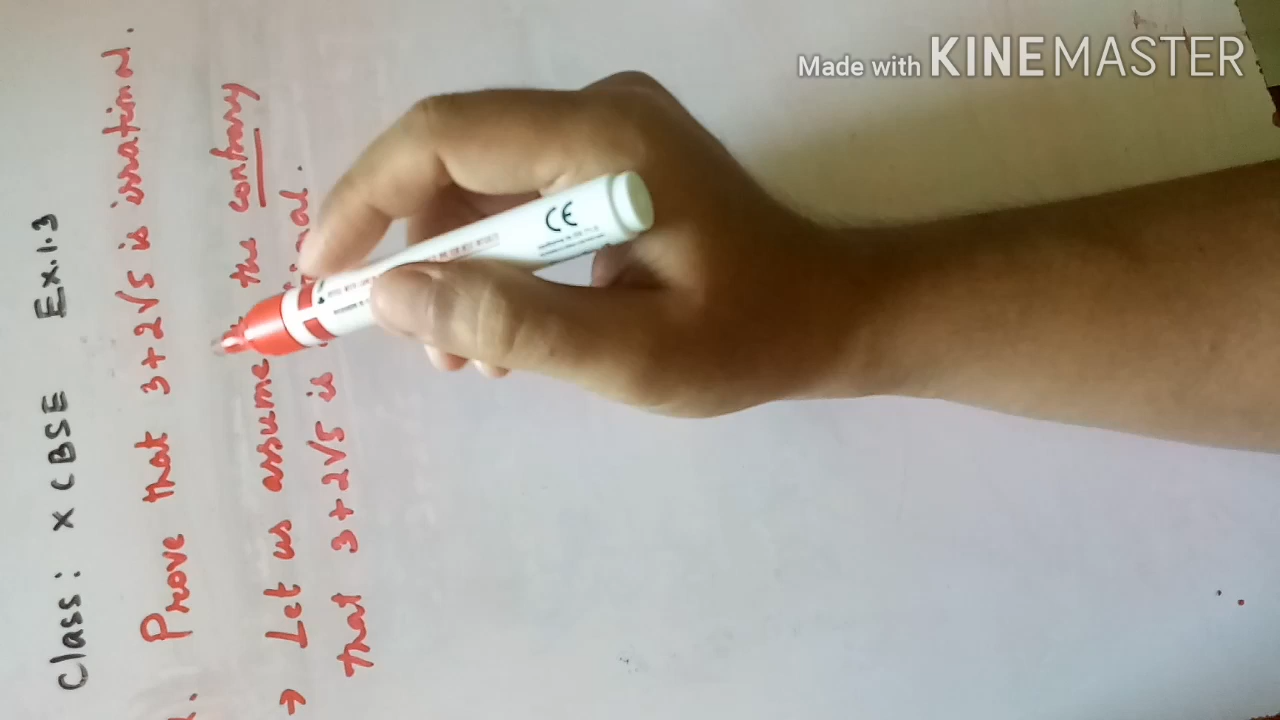 Made with KINEMASTER
Class: X CBSE Ex.1.3
Prove that 3+2√5 is irrational.
→ Let us assume the contrary
that 3+2√5 is
CE